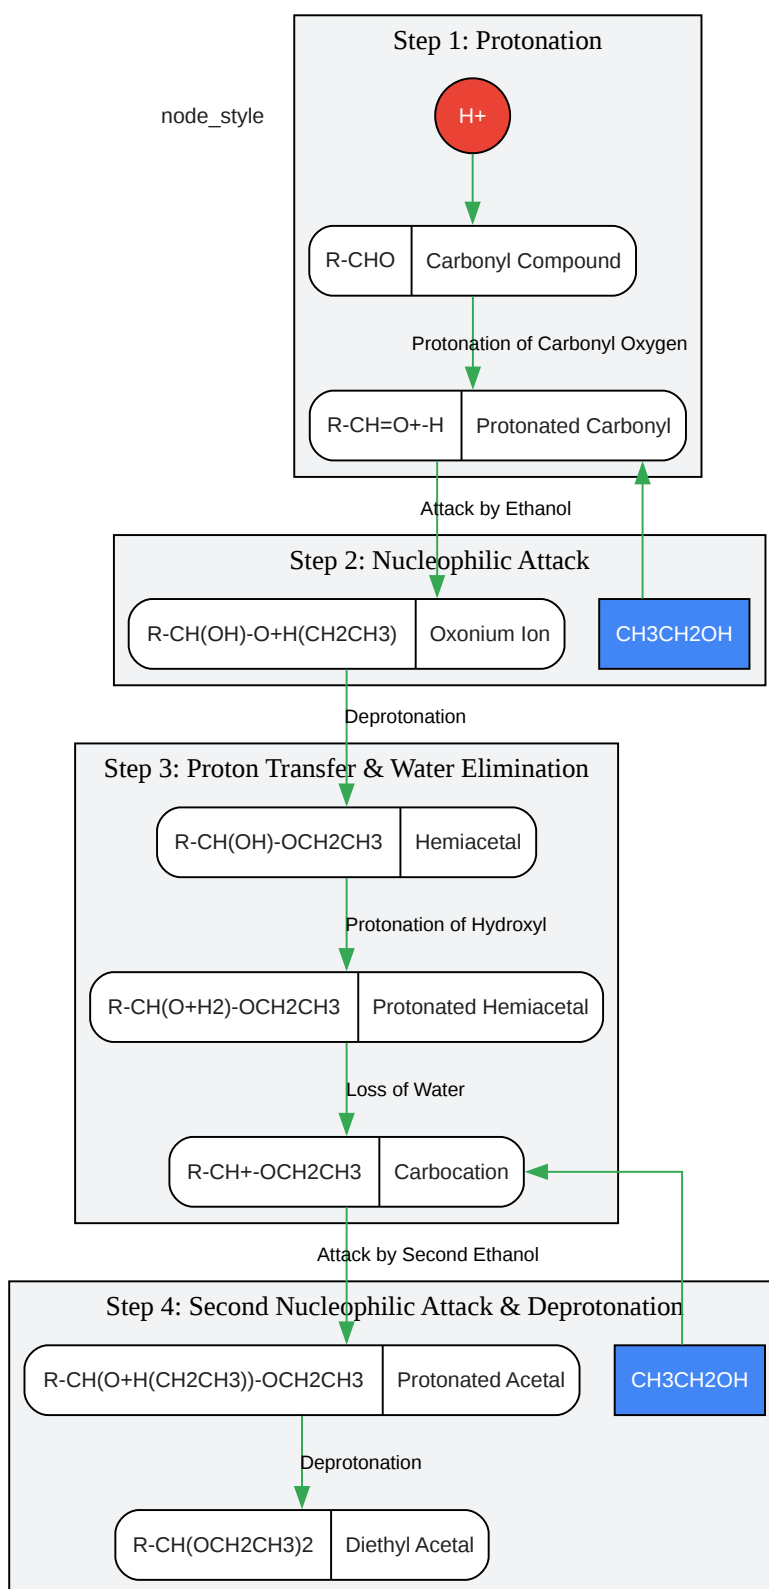 Step 1: Protonation
node_style
H+
R-CHO
Carbonyl Compound
Protonation of Carbonyl Oxygen
R-CH=O+-H
Protonated Carbonyl
Attack by Ethanol
Step 2: Nucleophilic Attack
R-CH(OH)-O+H(CH2CH3)
Oxonium Ion
CH3CH2OH
Deprotonation
Step 3: Proton Transfer & Water Elimination
R-CH(OH)-OCH2CH3
Hemiacetal
Protonation of Hydroxyl
R-CH(O+H2)-OCH2CH3
Protonated Hemiacetal
Loss of Water
R-CH+-OCH2CH3
Carbocation
Attack by Second Ethanol
Step 4: Second Nucleophilic Attack & Deprotonation
R-CH(O+H(CH2CH3))-OCH2CH3
Protonated Acetal
CH3CH2OH
Deprotonation
R-CH(OCH2CH3)2
Diethyl Acetal